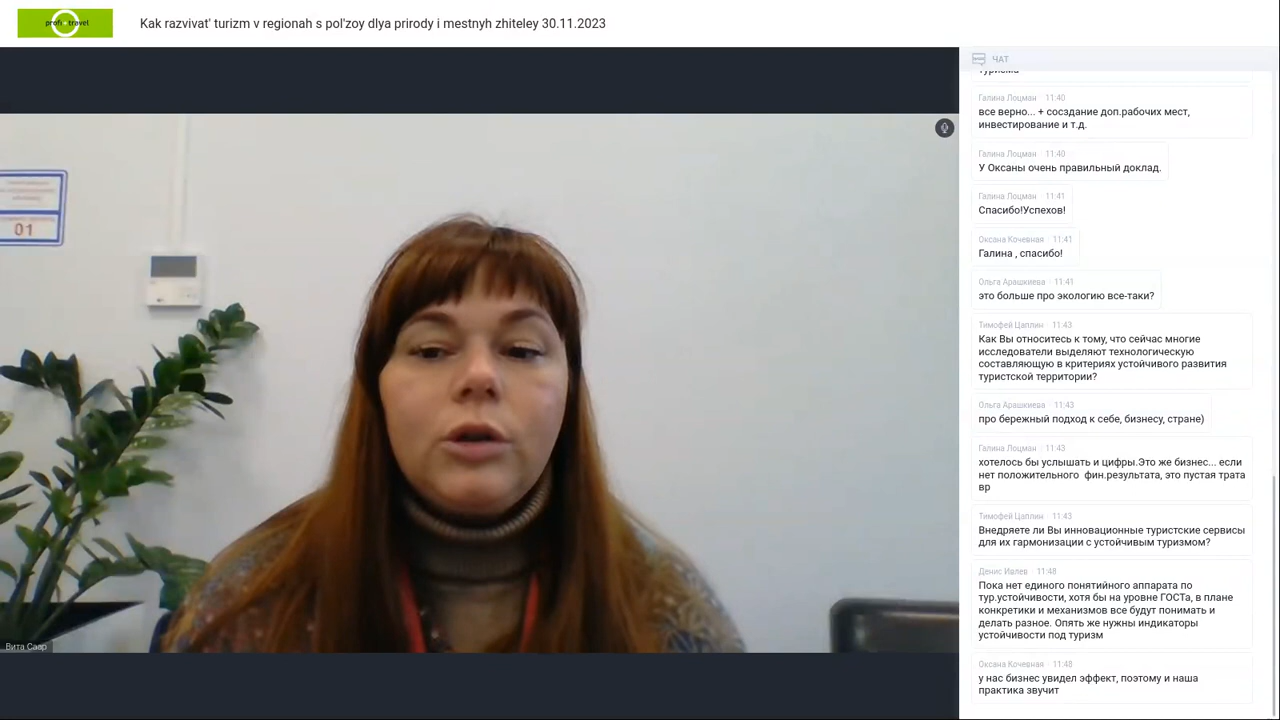 profi travel
Kak razvivat' turizm v regionah s pol'zoy dlya prirody i mestnyh zhiteley 30.11.2023
01
Вита Саар
ЧАТ
туризма
Галина Лоцман · 11:40
все верно... + сосздание доп.рабочих мест,
инвестирование и т.д.
Галина Лоцман · 11:40
У Оксаны очень правильный доклад.
Галина Лоцман · 11:41
Спасибо!Успехов!
Оксана Кочевная · 11:41
Галина , спасибо!
Ольга Арашкиева · 11:41
это больше про экологию все-таки?
Тимофей Цаплин · 11:43
Как Вы относитесь к тому, что сейчас многие
исследователи выделяют технологическую
составляющую в критериях устойчивого развития
туристской территории?
Ольга Арашкиева · 11:43
про бережный подход к себе, бизнесу, стране)
Галина Лоцман · 11:43
хотелось бы услышать и цифры.Это же бизнес... если
нет положительного фин.результата, это пустая трата
вр
Тимофей Цаплин · 11:43
Внедряете ли Вы инновационные туристские сервисы
для их гармонизации с устойчивым туризмом?
Денис Ивлев · 11:48
Пока нет единого понятийного аппарата по
тур.устойчивости, хотя бы на уровне ГОСТа, в плане
конкретики и механизмов все будут понимать и
делать разное. Опять же нужны индикаторы
устойчивости под туризм
Оксана Кочевная · 11:48
у нас бизнес увидел эффект, поэтому и наша
практика звучит